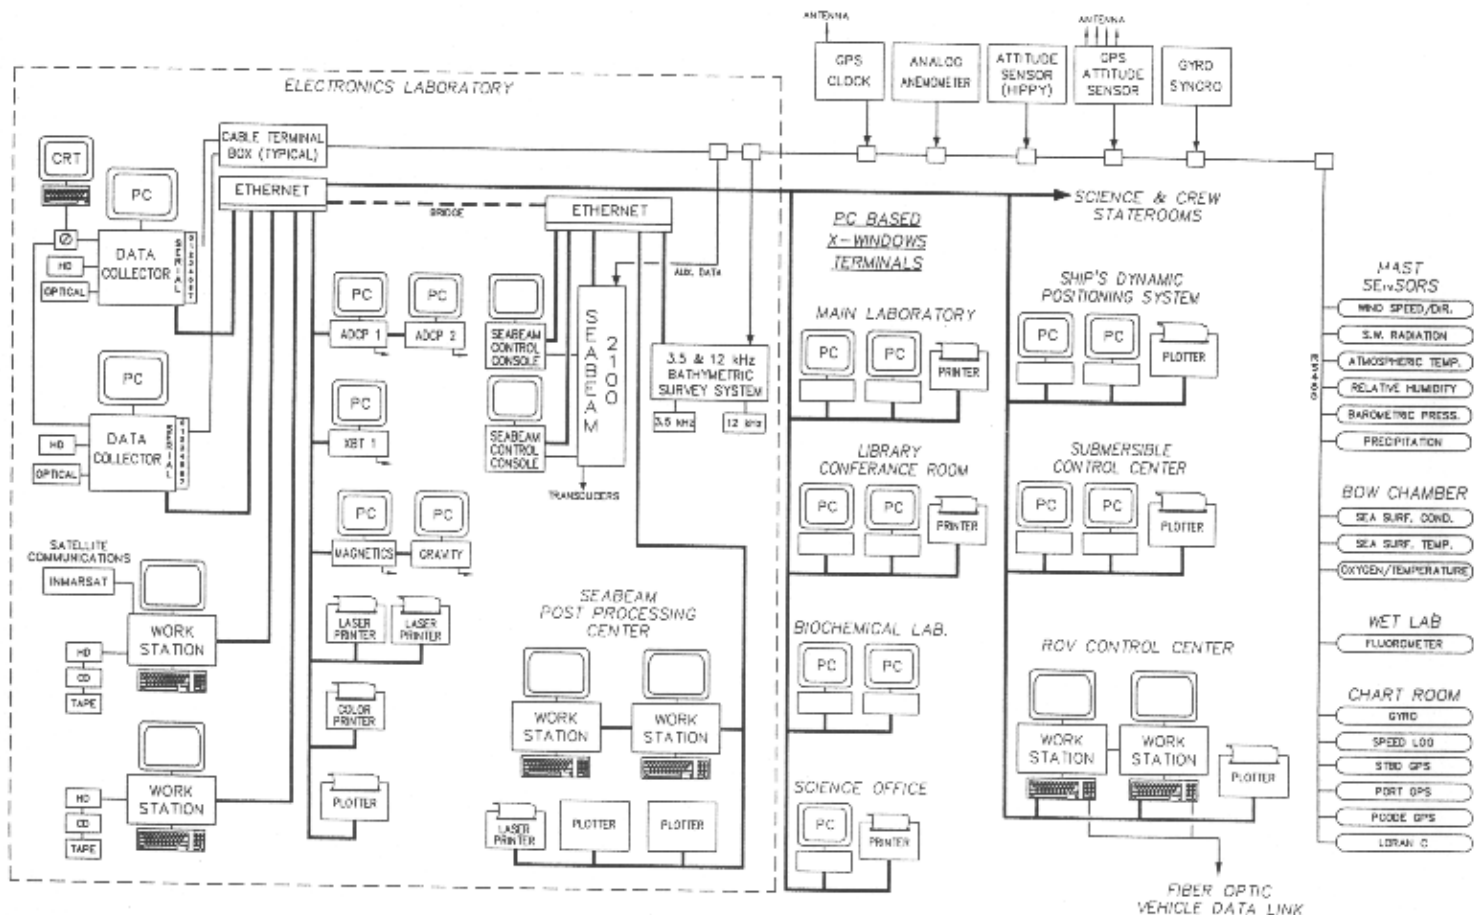 ANTENNA
ANTENNA
GPS
CLOCK
ANALOG
ANEMOMETER
ATTITUDE
SENSOR
(HIPPY)
GPS
ATTITUDE
SENSOR
GYRO
SYNCRO
ELECTRONICS LABORATORY
CABLE TERMINAL
BOX (TYPICAL)
CRT
PC
ETHERNET
BRIDGE
ETHERNET
SCIENCE & CREW
STATEROOMS
DATA
COLLECTOR
SERIAL
HD
OPTICAL
PC
DATA
COLLECTOR
SERIAL
HD
OPTICAL
SATELLITE
COMMUNICATIONS
INMARSAT
WORK
STATION
HD
CD
TAPE
WORK
STATION
HD
CD
TAPE
PC
PC
ADCP 1
ADCP 2
PC
XBT 1
PC
PC
MAGNETICS
GRAVITY
LASER
PRINTER
LASER
PRINTER
COLOR
PRINTER
PLOTTER
AUX. DATA
SEABEAM
CONTROL
CONSOLE
SEABEAM
CONTROL
CONSOLE
SEABEAM
2100
TRANSDUCERS
3.5 & 12 kHz
BATHYMETRIC
SURVEY SYSTEM
3.5 kHz
12 kHz
SEABEAM
POST PROCESSING
CENTER
WORK
STATION
WORK
STATION
LASER
PRINTER
PLOTTER
PLOTTER
PC BASED
X-WINDOWS
TERMINALS
MAIN LABORATORY
PC
PC
PRINTER
LIBRARY
CONFERANCE ROOM
PC
PC
PRINTER
BIOCHEMICAL LAB.
PC
PC
SCIENCE OFFICE
PC
PRINTER
SHIP'S DYNAMIC
POSITIONING SYSTEM
PC
PC
PLOTTER
SUBMERSIBLE
CONTROL CENTER
PC
PC
PLOTTER
ROV CONTROL CENTER
WORK
STATION
WORK
STATION
PLOTTER
FIBER OPTIC
VEHICLE DATA LINK
MAST
SENSORS
WIND SPEED/DIR.
S.W. RADIATION
ATMOSPHERIC TEMP.
RELATIVE HUMIDITY
BAROMETRIC PRESS.
PRECIPITATION
BOW CHAMBER
SEA SURF. COND.
SEA SURF. TEMP.
OXYGEN/TEMPERATURE
WET LAB
FLUOROMETER
CHART ROOM
GYRO
SPEED LOG
STBD GPS
PORT GPS
PCODE GPS
LORAN C